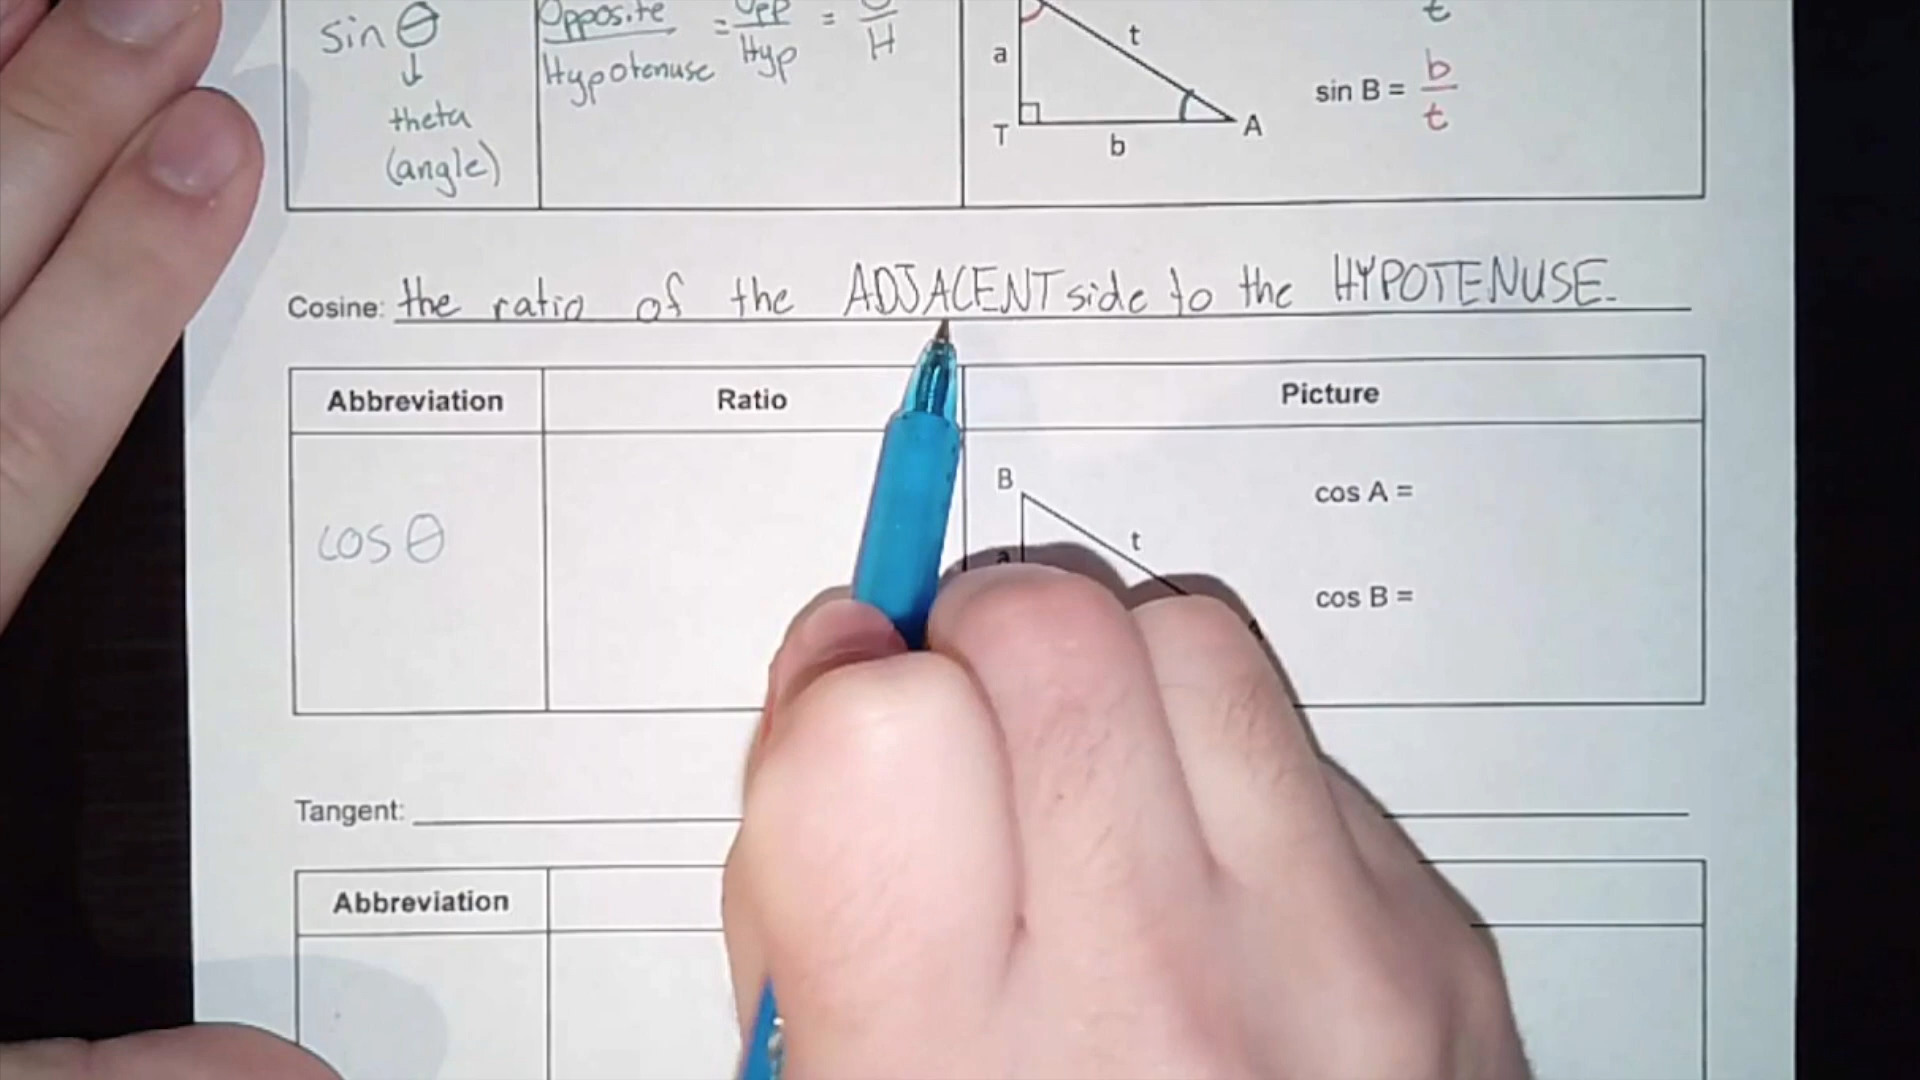 sin θ
↓
theta
(angle)
Opposite = Opp = O
Hypotenuse Hyp H
a
t
T
b
A
t
sin B = b
t
Cosine: the ratio of the ADJACENT side to the HYPOTENUSE.
Abbreviation Ratio Picture
cos θ
B
t
a
cos A =
cos B =
Tangent:
Abbreviation